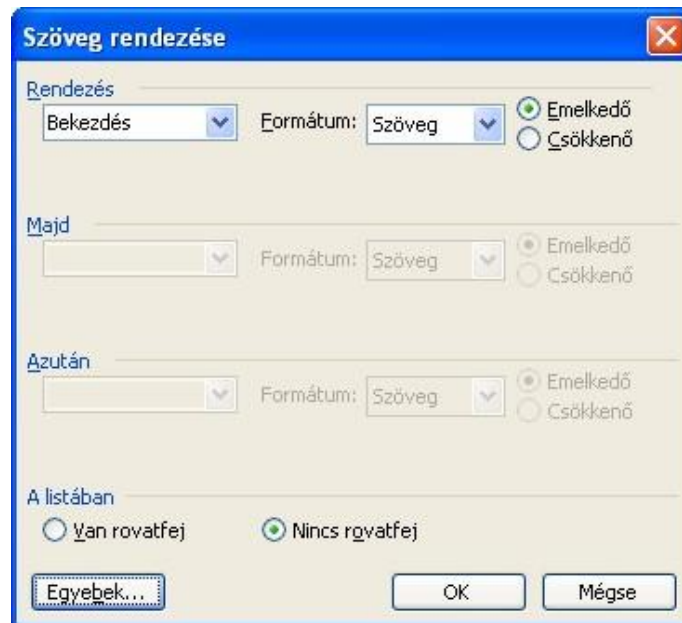 Szöveg rendezése
Rendezés
Bekezdés Formátum: Szöveg Emelkedő
Csökkenő
Majd
Formátum: Szöveg Emelkedő
Csökkenő
Azután
Formátum: Szöveg Emelkedő
Csökkenő
A listában
Van rovatfej Nincs rovatfej
Egyebek... OK Mégse